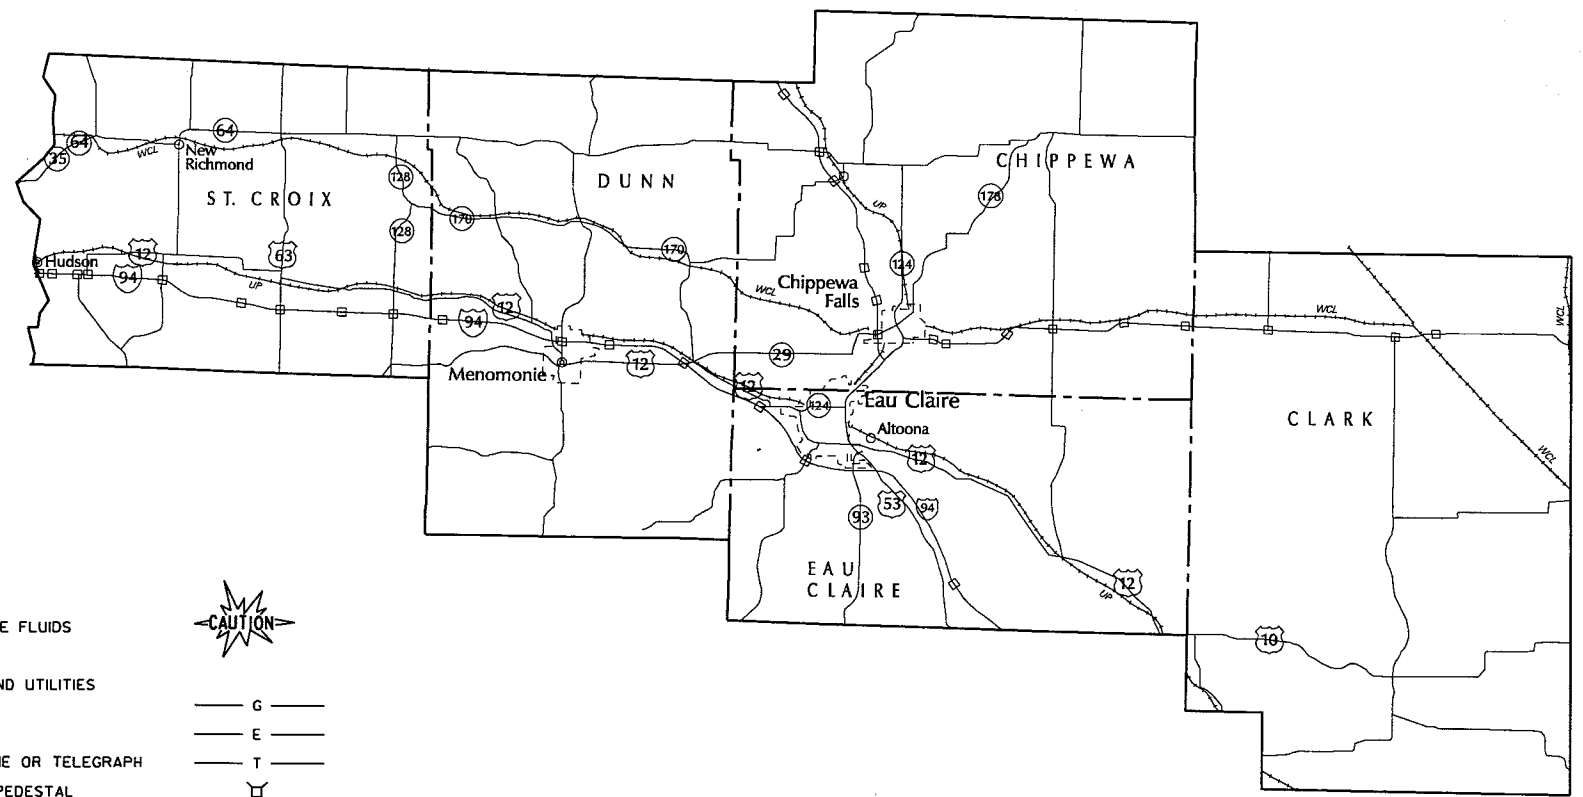 64
64
35
WCL
New
Richmond
ST. CROIX
128
128
170
DUNN
170
CHIPPEWA
178
UP
124
Hudson
12
94
63
UP
12
94
WCL
Chippewa
Falls
WCL
WCL
Menomonie
12
29
12
124
Eau Claire
Altoona
12
CLARK
WCL
93
53
94
EAU
CLAIRE
12
UP
10
E FLUIDS
CAUTION
ND UTILITIES
G
E
E OR TELEGRAPH
T
PEDESTAL